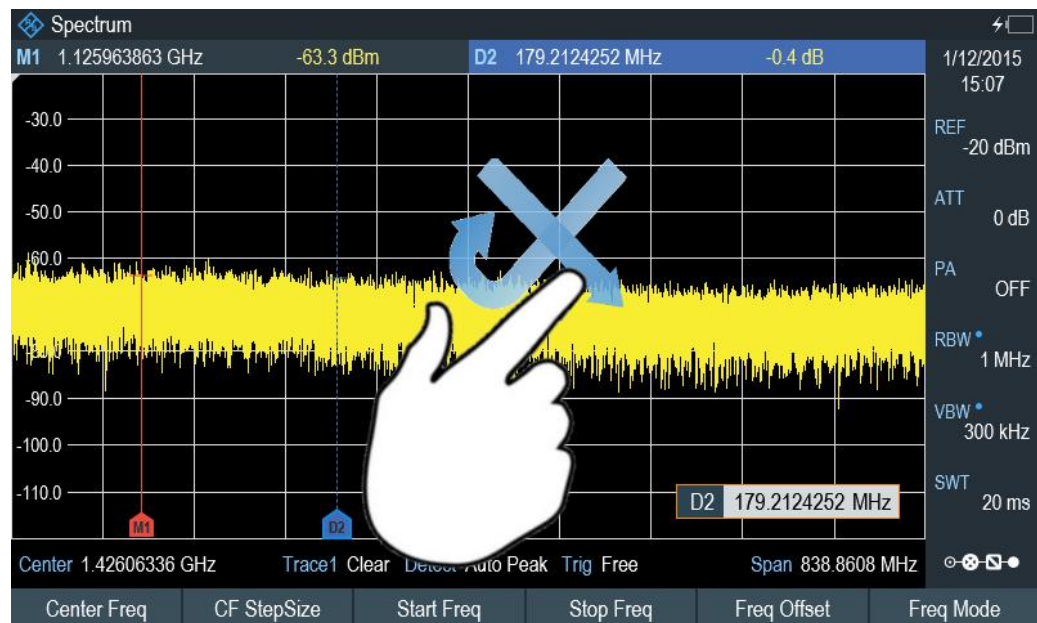 Spectrum
M1 1.125963863 GHz -63.3 dBm D2 179.2124252 MHz -0.4 dB
1/12/2015
15:07
-30.0
-40.0
-50.0
-60.0
-90.0
-100.0
-110.0
REF
-20 dBm
ATT
0 dB
PA
OFF
RBW
1 MHz
VBW
300 kHz
SWT
20 ms
D2 179.2124252 MHz
M1
D2
Center 1.42606336 GHz Trace1 Clear Auto Peak Trig Free Span 838.8608 MHz
Center Freq CF StepSize Start Freq Stop Freq Freq Offset Freq Mode